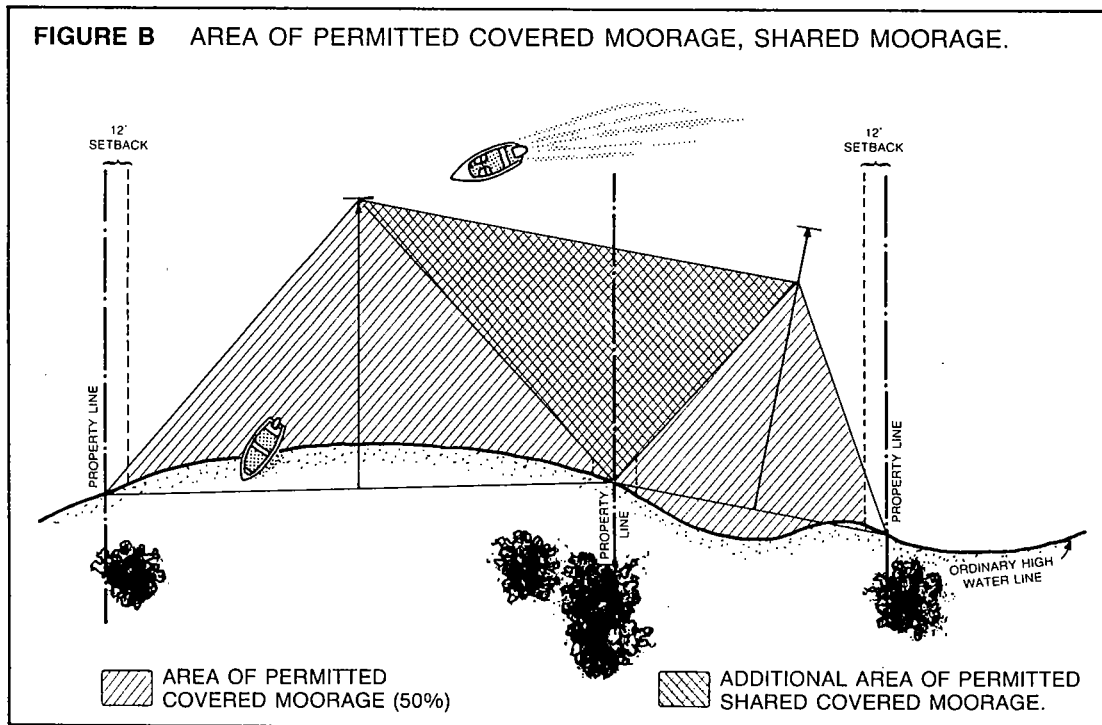 FIGURE B AREA OF PERMITTED COVERED MOORAGE, SHARED MOORAGE.
12'
SETBACK
12'
SETBACK
PROPERTY LINE
PROPERTY
LINE
PROPERTY LINE
ORDINARY HIGH
WATER LINE
AREA OF PERMITTED
COVERED MOORAGE (50%)
ADDITIONAL AREA OF PERMITTED
SHARED COVERED MOORAGE.